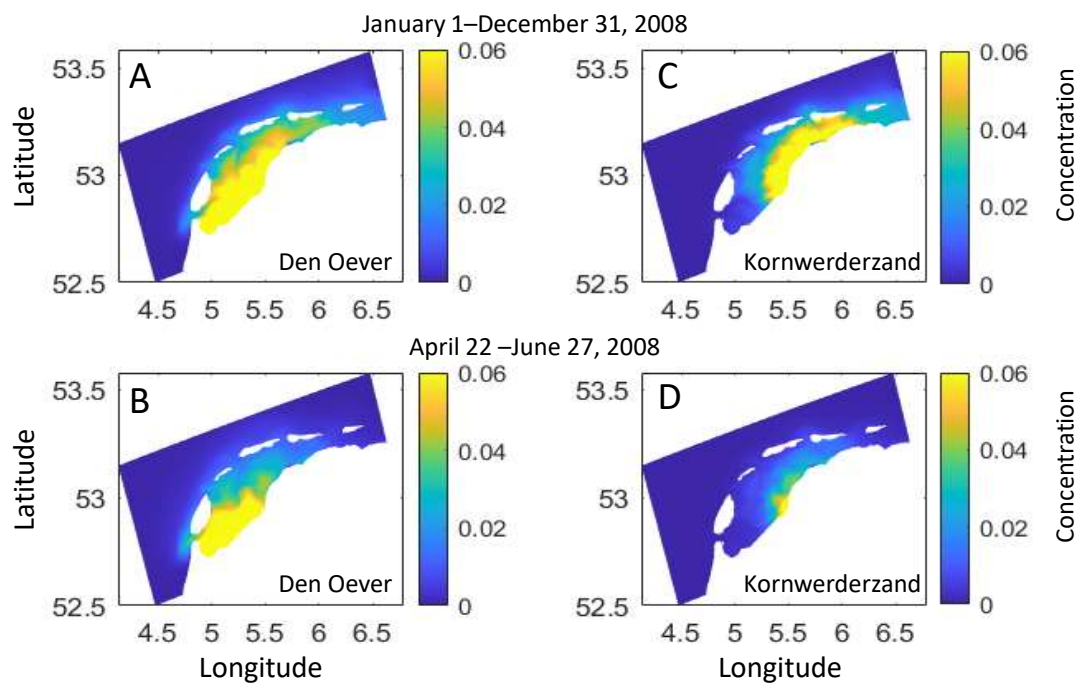 January 1–December 31, 2008
A
C
53.5
53
52.5
Latitude
4.5 5 5.5 6 6.5
0.06
0.04
0.02
0
Den Oever
53.5
53
52.5
4.5 5 5.5 6 6.5
0.06
0.04
0.02
0
Kornwerderzand
Concentration
April 22 –June 27, 2008
B
D
53.5
53
52.5
Latitude
4.5 5 5.5 6 6.5
Longitude
0.06
0.04
0.02
0
Den Oever
53.5
53
52.5
4.5 5 5.5 6 6.5
Longitude
0.06
0.04
0.02
0
Kornwerderzand
Concentration